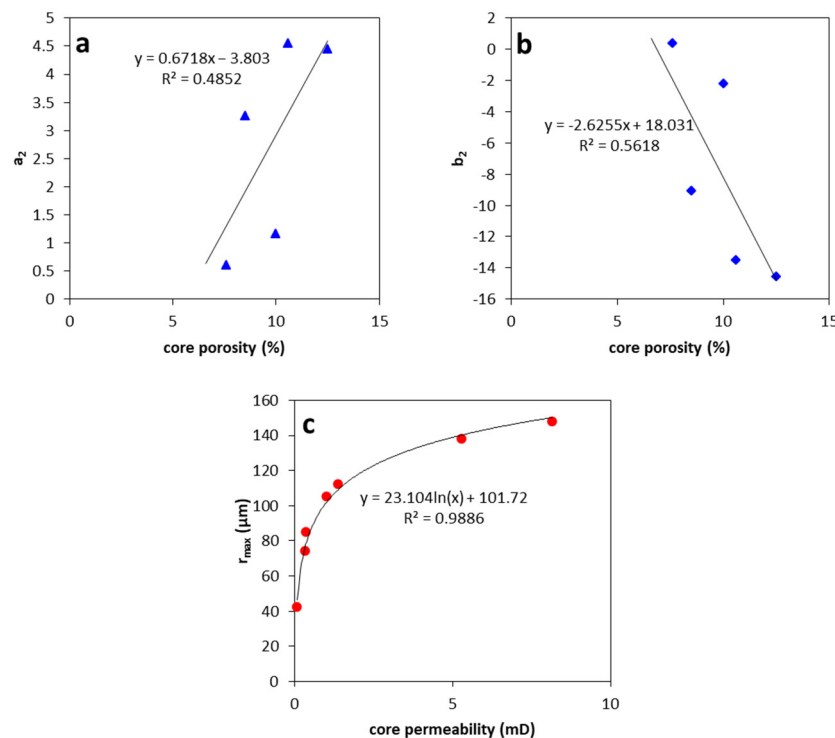 a
y = 0.6718x – 3.803
R² = 0.4852
5
4.5
4
3.5
3
2.5
2
1.5
1
0.5
0
a₂
0 5 10 15
core porosity (%)
b
y = -2.6255x + 18.031
R² = 0.5618
2
0
-2
-4
-6
-8
-10
-12
-14
-16
b₂
0 5 10 15
core porosity (%)
c
y = 23.104ln(x) + 101.72
R² = 0.9886
160
140
120
100
80
60
40
20
0
rmax (µm)
0 5 10
core permeability (mD)